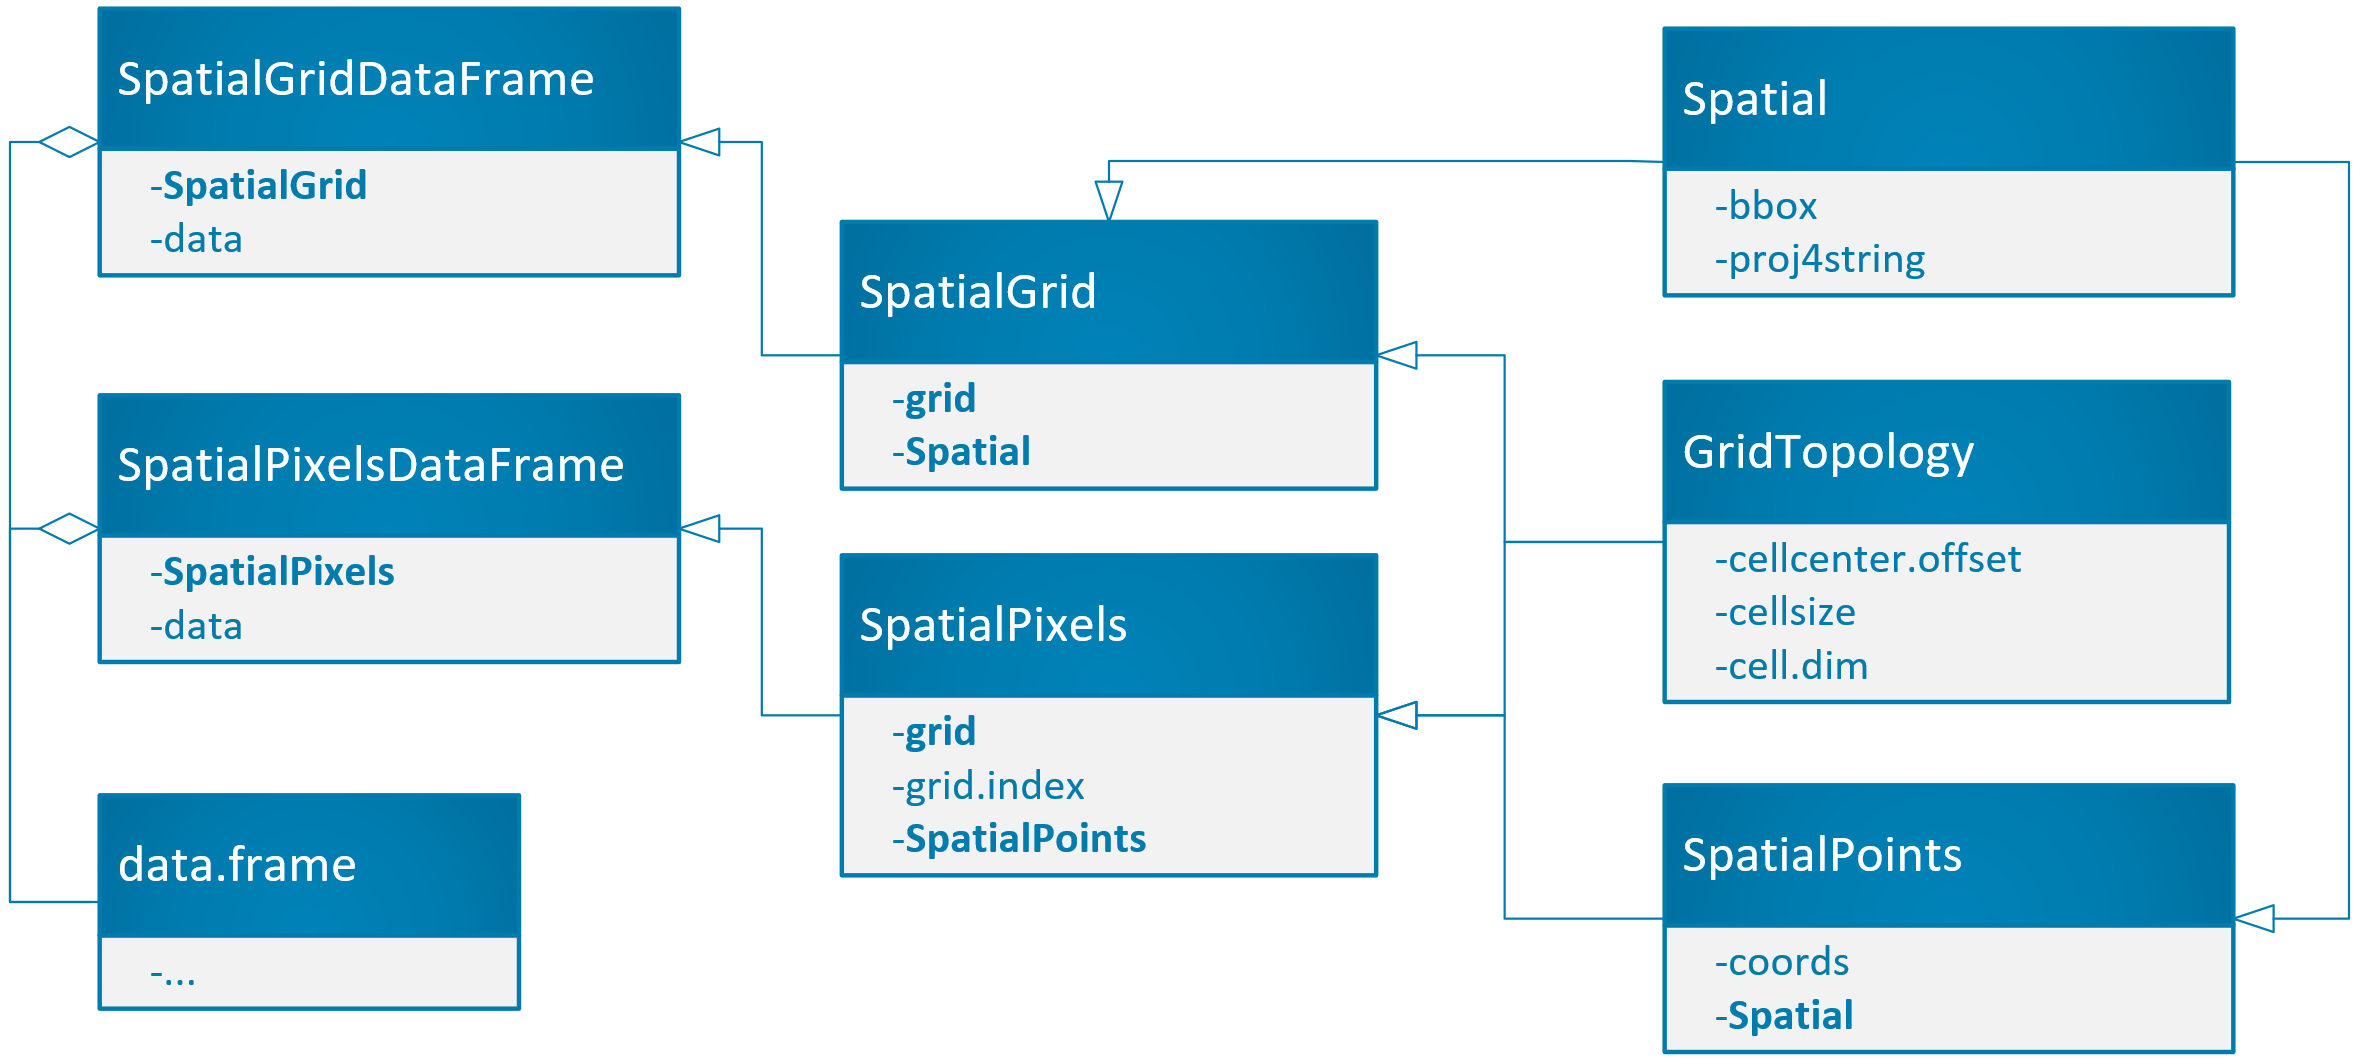 SpatialGridDataFrame
-SpatialGrid
-data
SpatialPixelsDataFrame
-SpatialPixels
-data
data.frame
-...
SpatialGrid
-grid
-Spatial
SpatialPixels
-grid
-grid.index
-SpatialPoints
Spatial
-bbox
-proj4string
GridTopology
-cellcenter.offset
-cellsize
-cell.dim
SpatialPoints
-coords
-Spatial